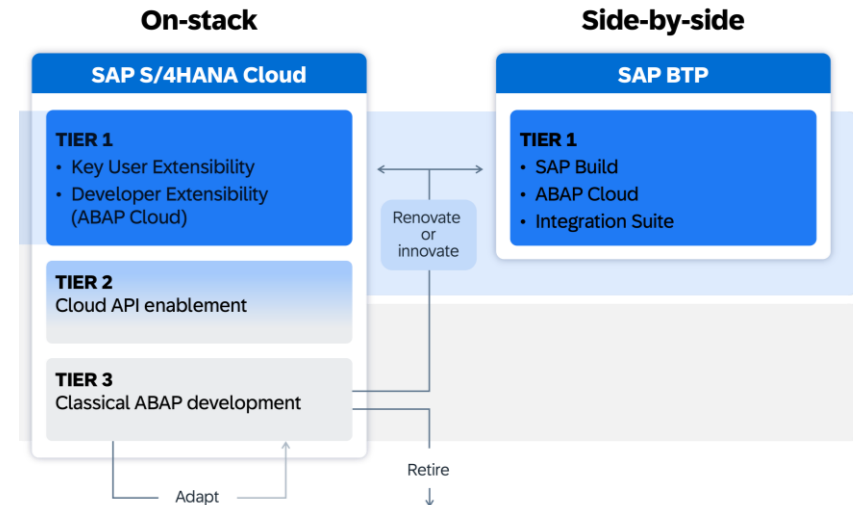 On-stack
Side-by-side
SAP S/4HANA Cloud
SAP BTP
TIER 1
• Key User Extensibility
• Developer Extensibility
(ABAP Cloud)
Renovate
or
innovate
TIER 1
• SAP Build
• ABAP Cloud
• Integration Suite
TIER 2
Cloud API enablement
TIER 3
Classical ABAP development
Adapt
Retire